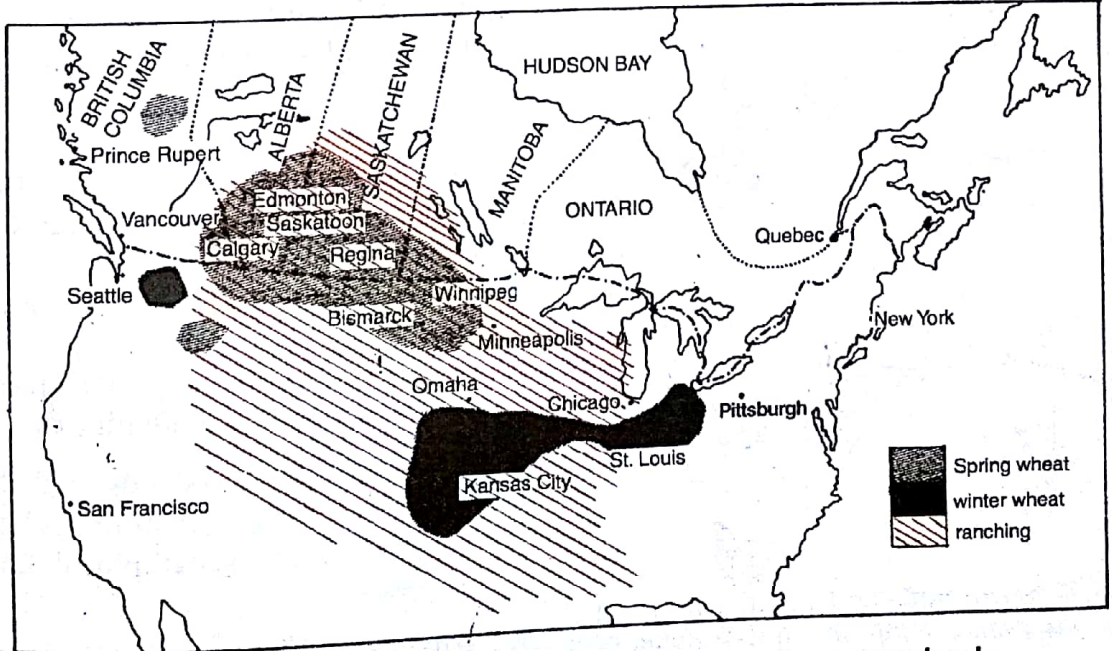 HUDSON BAY
BRITISH
COLUMBIA
ALBERTA
SASKATCHEWAN
MANITOBA
ONTARIO
Prince Rupert
Edmonton
Vancouver
Saskatoon
Calgary
Regina
Quebec
Seattle
Winnipeg
Bismarck
New York
Minneapolis
Omaha
Chicago
Pittsburgh
St. Louis
Kansas City
San Francisco
Spring wheat
winter wheat
ranching